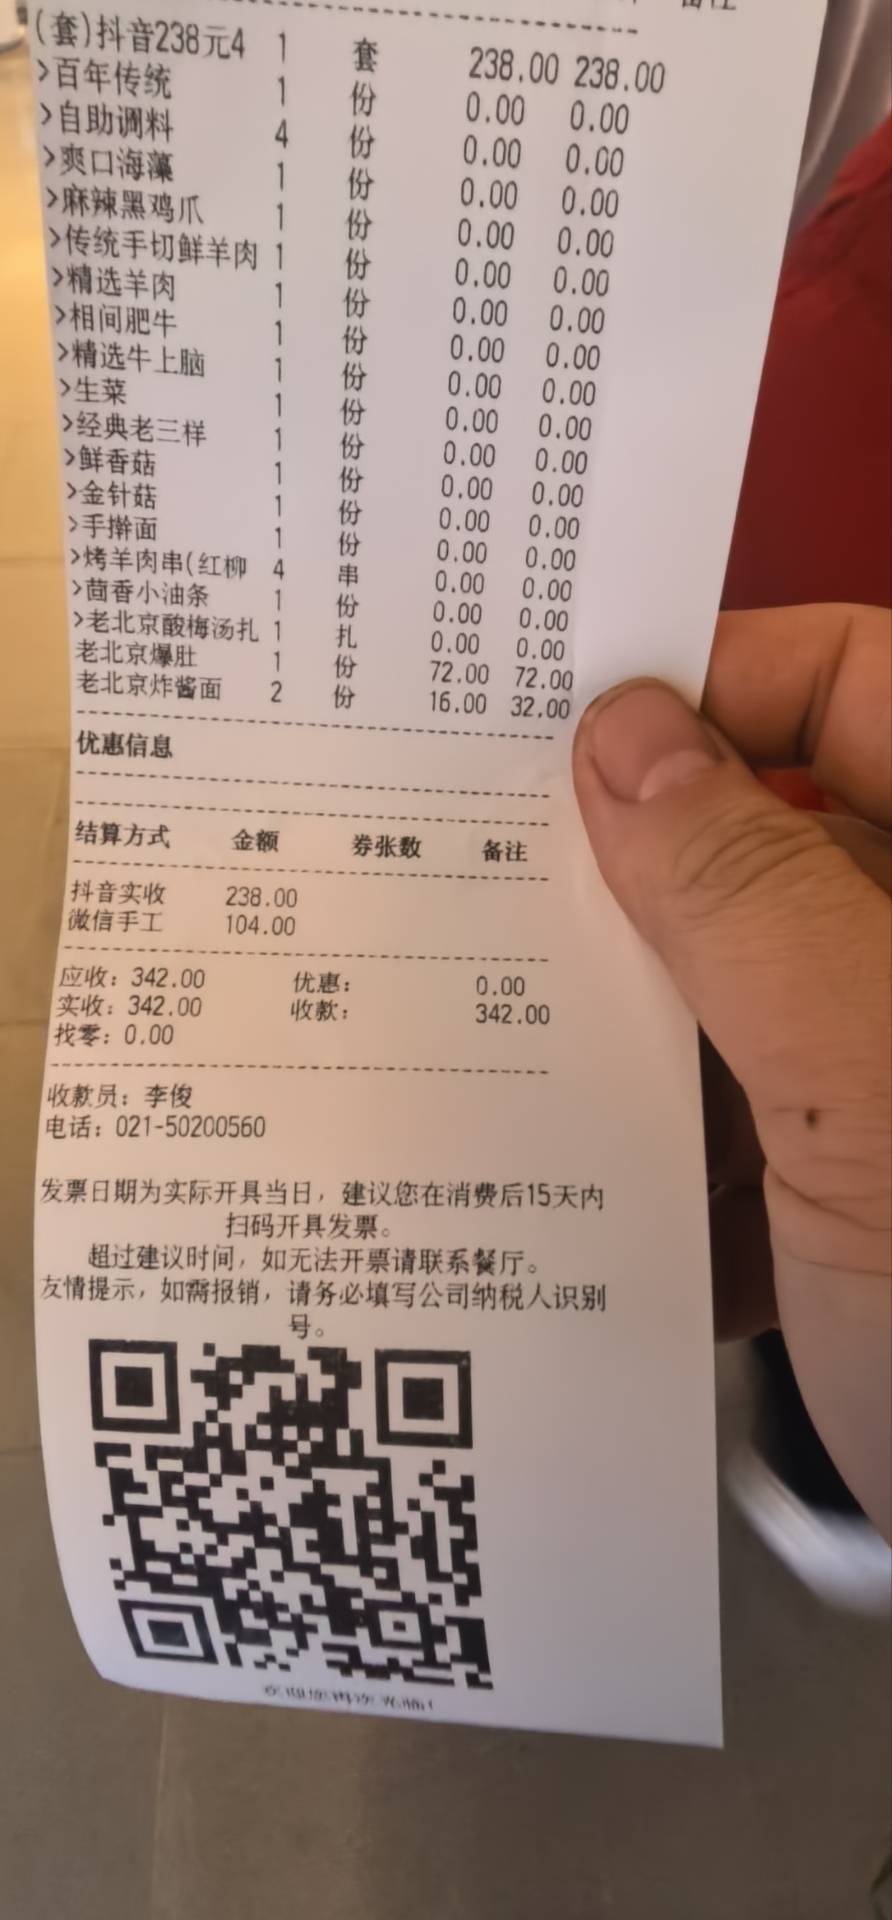 备注
(套)抖音238元4 1 套 238.00 238.00
>百年传统 1 份 0.00 0.00
>自助调料 4 份 0.00 0.00
>爽口海藻 1 份 0.00 0.00
>麻辣黑鸡爪 1 份 0.00 0.00
>传统手切鲜羊肉 1 份 0.00 0.00
>精选羊肉 1 份 0.00 0.00
>相间肥牛 1 份 0.00 0.00
>精选牛上脑 1 份 0.00 0.00
>生菜 1 份 0.00 0.00
>经典老三样 1 份 0.00 0.00
>鲜香菇 1 份 0.00 0.00
>金针菇 1 份 0.00 0.00
>手擀面 1 份 0.00 0.00
>烤羊肉串(红柳 4 串 0.00 0.00
>茴香小油条 1 份 0.00 0.00
>老北京酸梅汤扎 1 扎 0.00 0.00
老北京爆肚 1 份 72.00 72.00
老北京炸酱面 2 份 16.00 32.00
优惠信息
结算方式 金额 券张数 备注
抖音实收 238.00
微信手工 104.00
应收: 342.00 优惠: 0.00
实收: 342.00 收款: 342.00
找零: 0.00
收款员: 李俊
电话: 021-50200560
发票日期为实际开具当日，建议您在消费后15天内
扫码开具发票。
超过建议时间，如无法开票请联系餐厅。
友情提示，如需报销，请务必填写公司纳税人识别
号。
欢迎您再次光临!